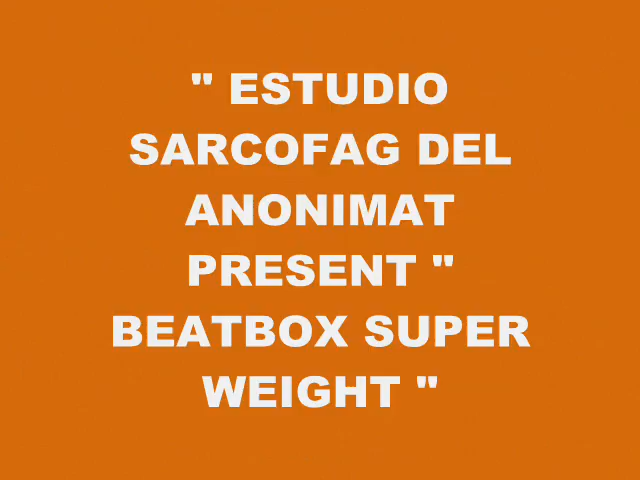 " ESTUDIO
SARCOFAG DEL
ANONIMAT
PRESENT "
BEATBOX SUPER
WEIGHT "